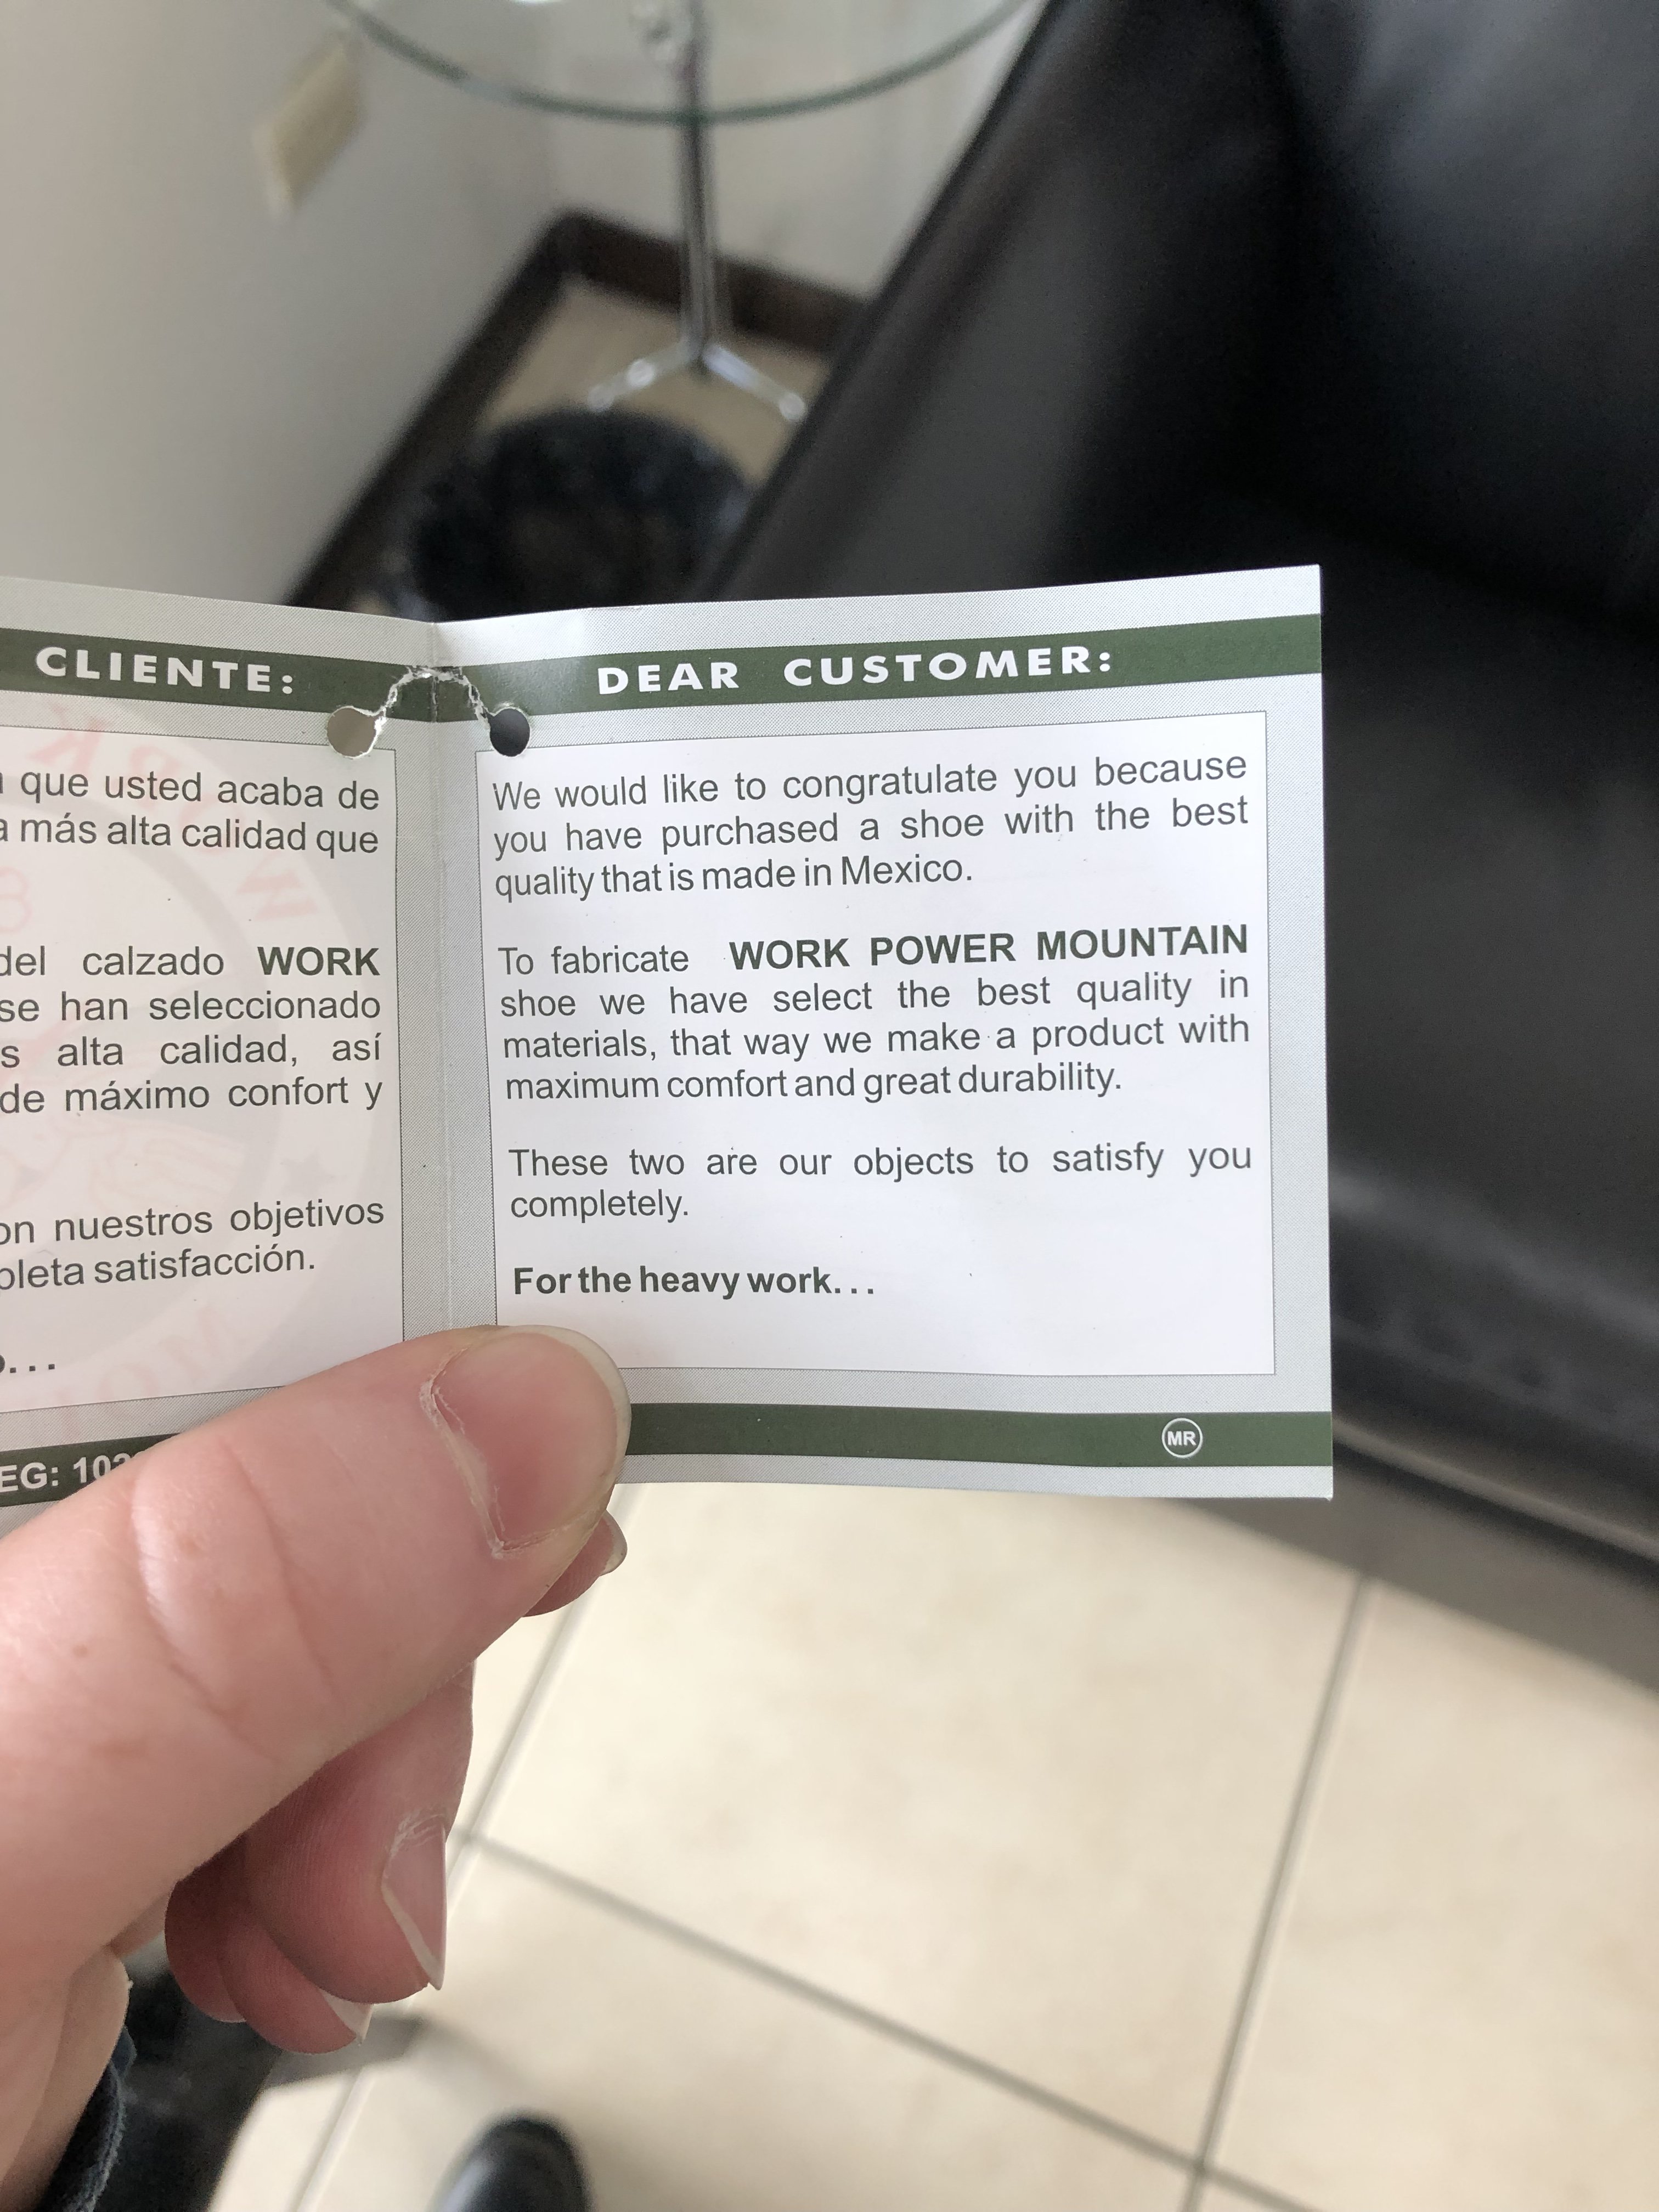 CLIENTE:
que usted acaba de
más alta calidad que
del calzado WORK
se han seleccionado
alta calidad, así
de máximo confort y
nuestros objetivos
satisfacción.
DEAR CUSTOMER:
We would like to congratulate you because
you have purchased a shoe with the best
quality that is made in Mexico.
To fabricate WORK POWER MOUNTAIN
shoe we have select the best quality in
materials, that way we make a product with
maximum comfort and great durability.
These two are our objects to satisfy you
completely.
For the heavy work...
MR